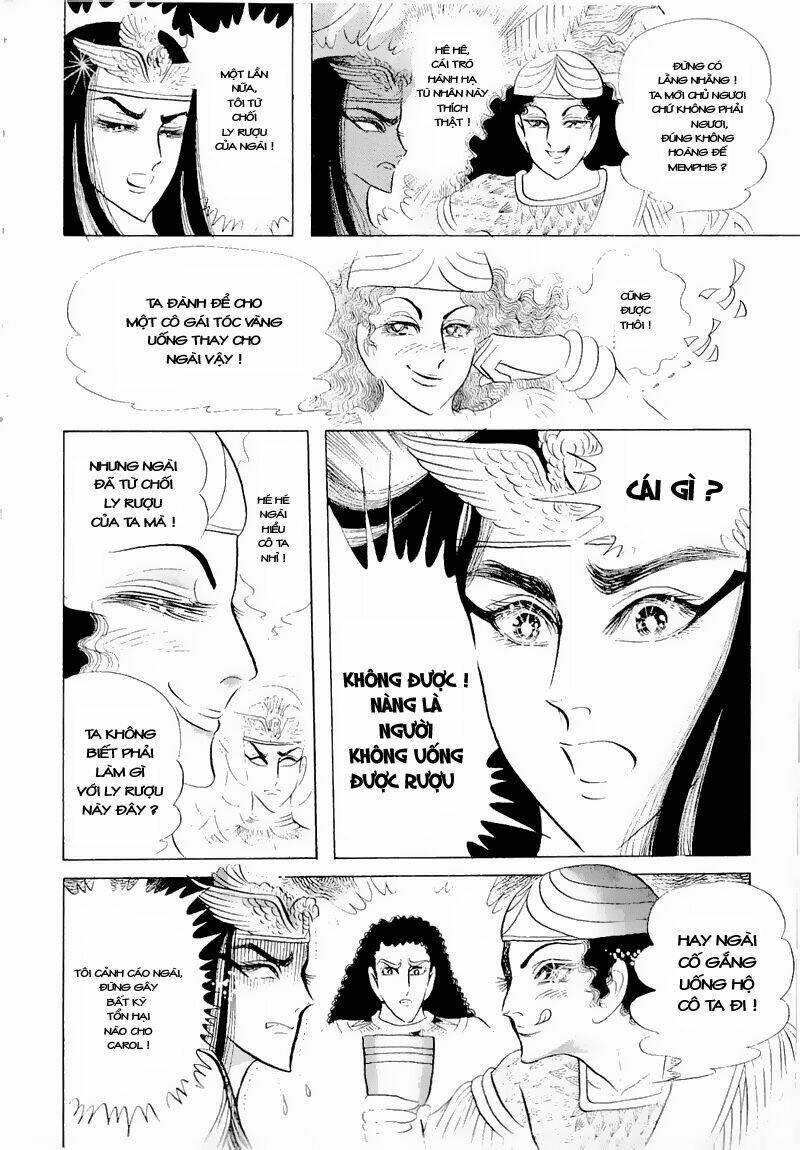 MỘT LẦN
NỮA,
TÔI TỪ
CHỐI
LY RƯỢU
CỦA NGÀI !
HÊ HÊ,
CÁI TRÓ
HÀNH HẠ
TÙ NHÂN NÀY
THÍCH
THẬT !
ĐỪNG CÓ
LẰNG NHẰNG !
TA MỚI CHỦ NGƯƠI
CHỨ KHÔNG PHẢI
NGƯƠI,
ĐÚNG KHÔNG
HOÀNG ĐẾ
MEMPHIS ?
TA ĐÀNH ĐỂ CHO
MỘT CÔ GÁI TÓC VÀNG
UỐNG THAY CHO
NGÀI VẬY !
CŨNG
ĐƯỢC
THÔI !
NHƯNG NGÀI
ĐÃ TỪ CHỐI
LY RƯỢU
CỦA TA MÀ !
HÉ HÉ
NGÀI
HIỂU
CÔ TA
NHỈ !
TA KHÔNG
BIẾT PHẢI
LÀM GÌ
VỚI LY RƯỢU
NÀY ĐÂY ?
CÁI GÌ ?
KHÔNG ĐƯỢC !
NÀNG LÀ
NGƯỜI
KHÔNG UỐNG
ĐƯỢC RƯỢU
TÔI CẢNH CÁO NGÀI,
ĐỪNG GÂY
BẤT KỲ
TỔN HẠI
NÀO CHO
CAROL !
HAY NGÀI
CỐ GẮNG
UỐNG HỘ
CÔ TA ĐI !